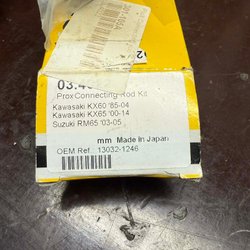 03.4
ProxConnecting Rod Kit
Kawasaki KX60 '85-04
Kawasaki KX65 '00-14
Suzuki RM65 '03-05
mm Made In Japan
OEM Ref. 13032-1246